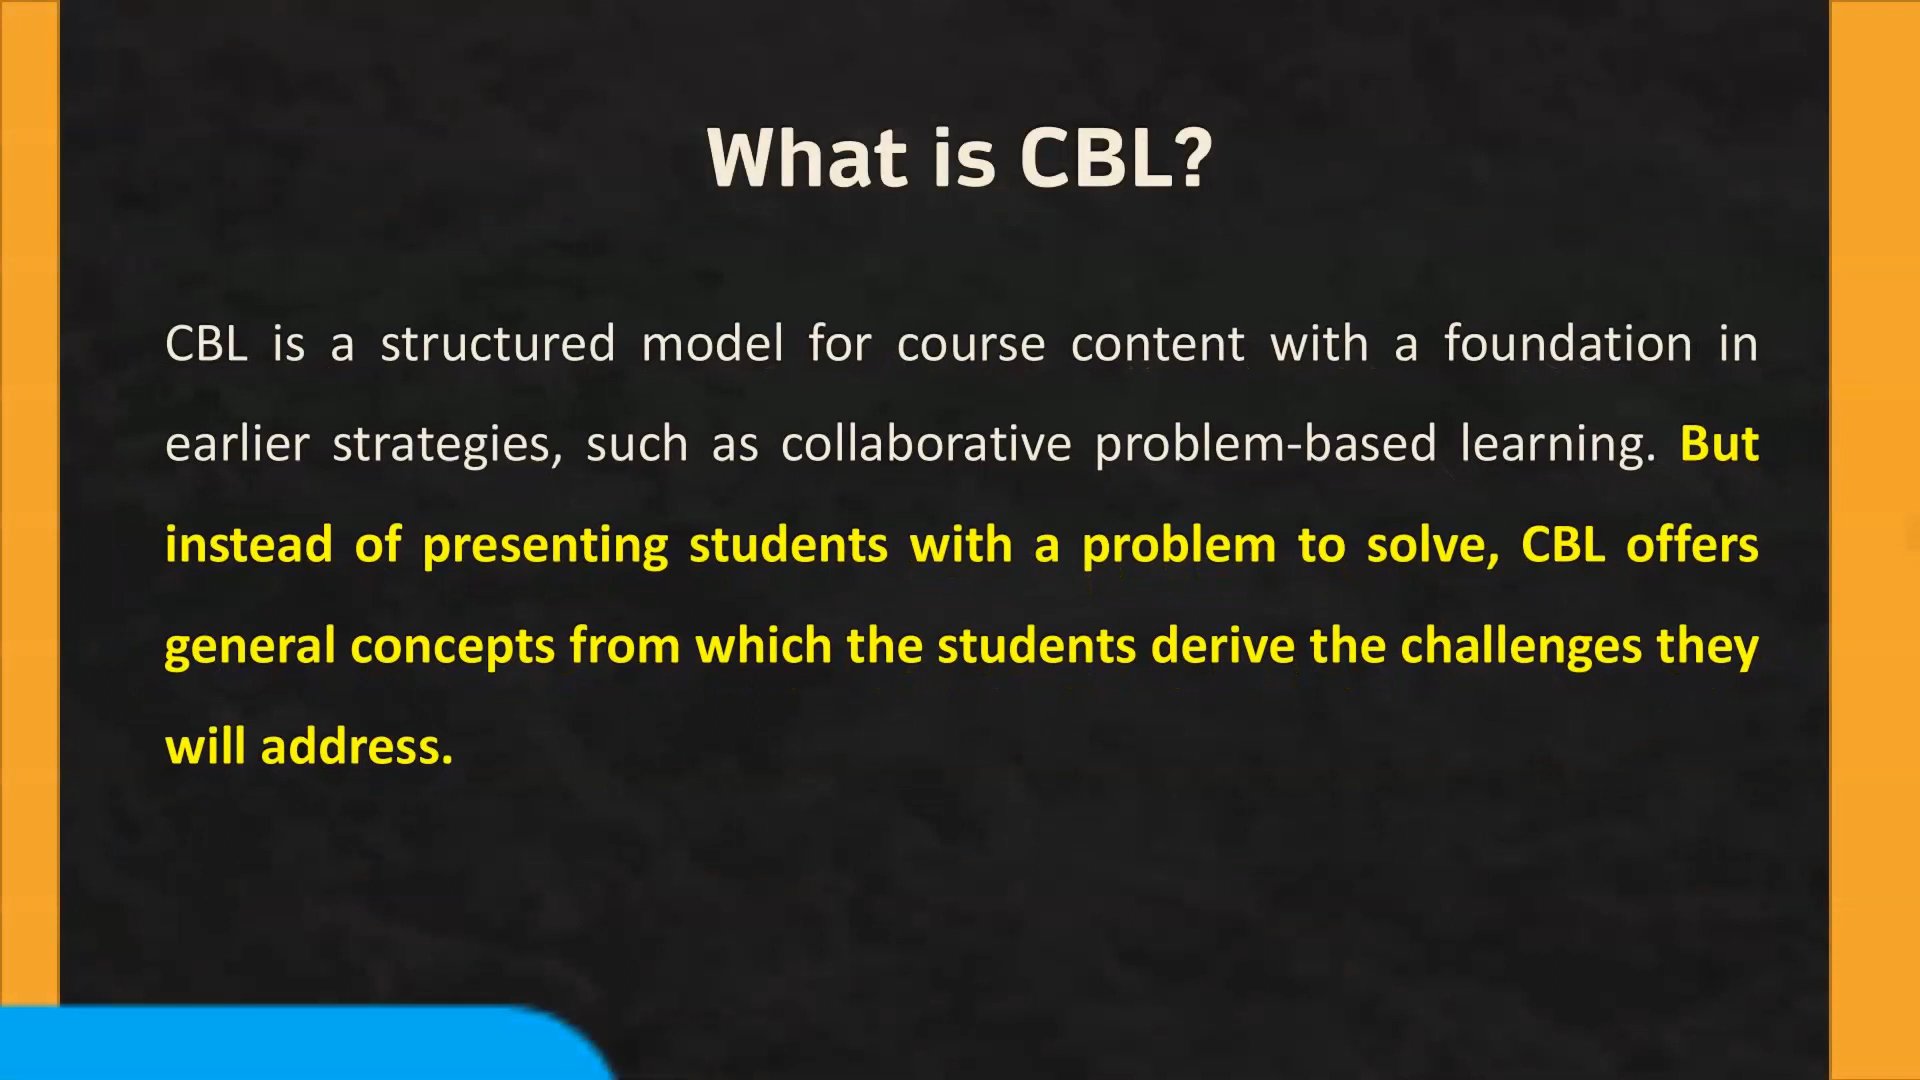 What is CBL?
CBL is a structured model for course content with a foundation in
earlier strategies, such as collaborative problem-based learning. But
instead of presenting students with a problem to solve, CBL offers
general concepts from which the students derive the challenges they
will address.